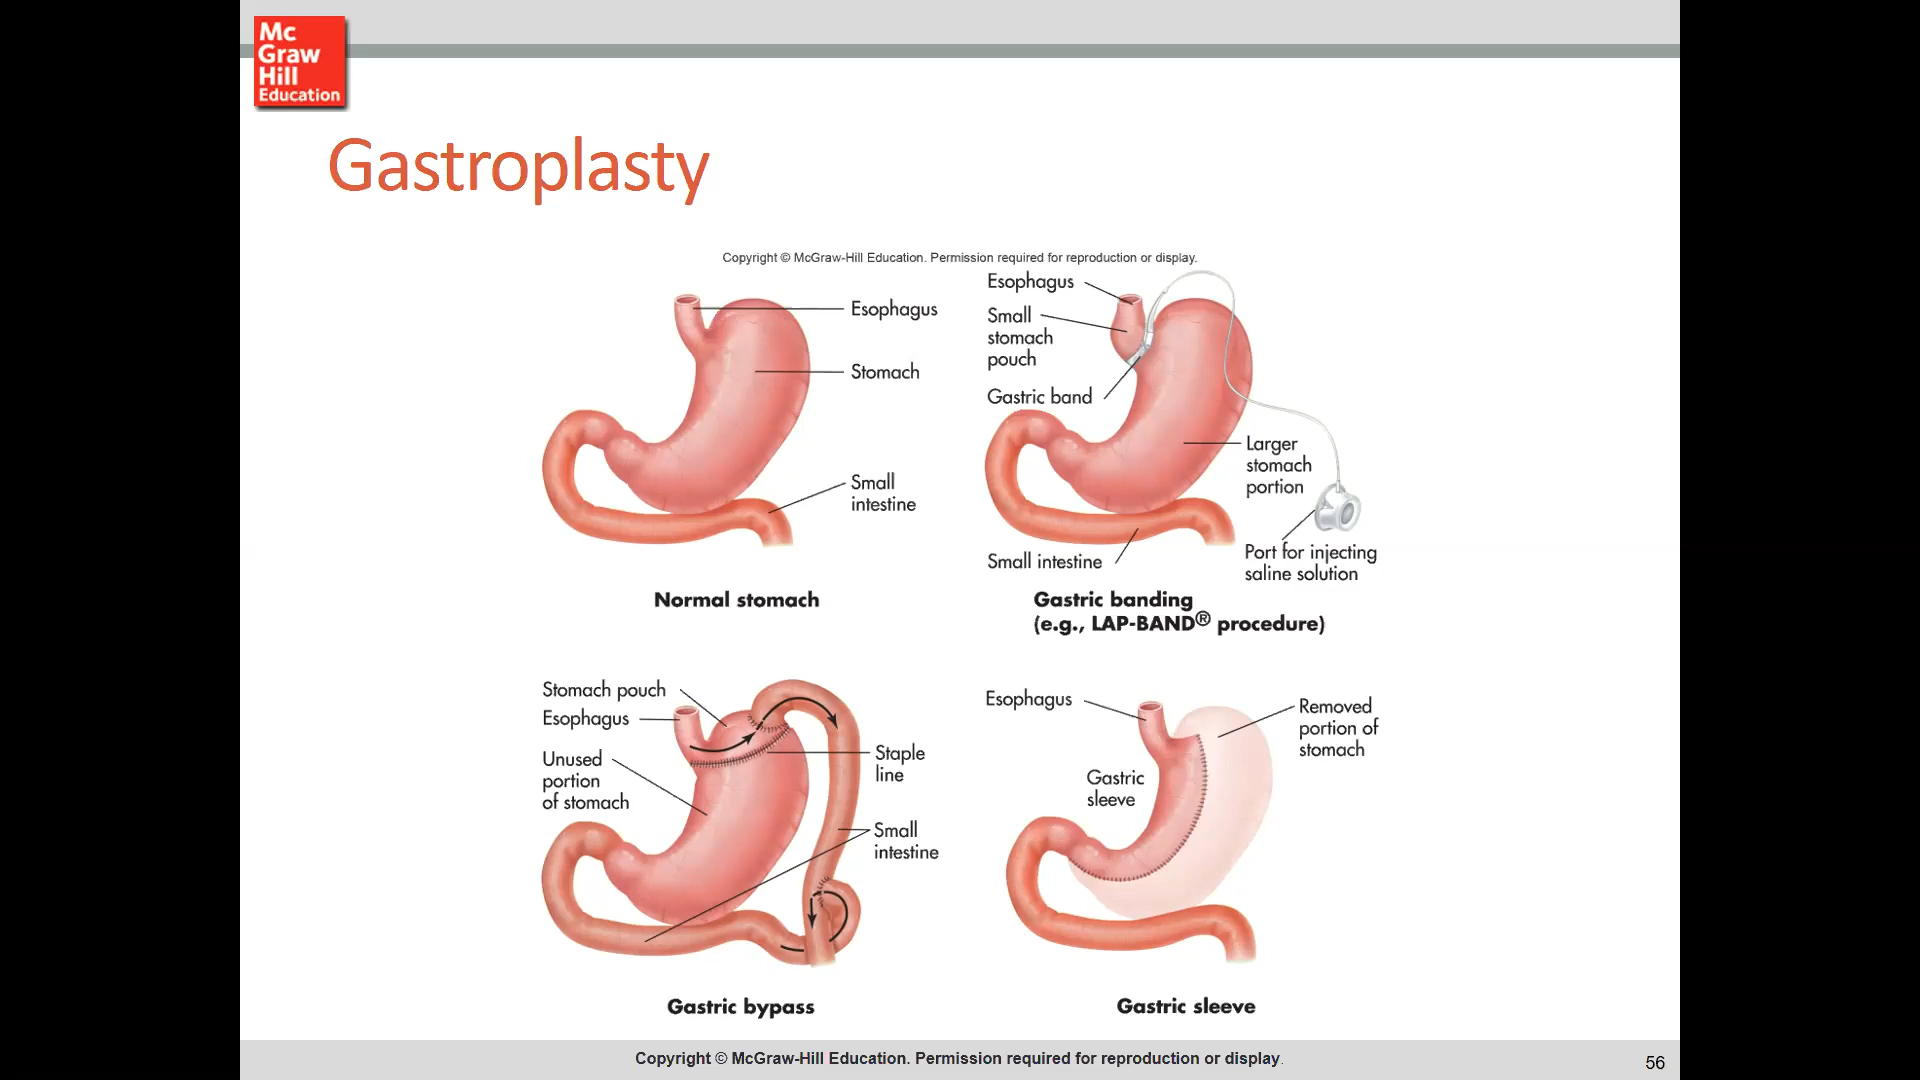 Mc
Graw
Hill
Education
Gastroplasty
Copyright © McGraw-Hill Education. Permission required for reproduction or display.
Esophagus
Stomach
Small
intestine
Normal stomach
Esophagus
Small
stomach
pouch
Gastric band
Larger
stomach
portion
Small intestine
Port for injecting
saline solution
Gastric banding
(e.g., LAP-BAND® procedure)
Stomach pouch
Esophagus
Unused
portion
of stomach
Staple
line
Small
intestine
Gastric bypass
Esophagus
Removed
portion of
stomach
Gastric
sleeve
Gastric sleeve
Copyright © McGraw-Hill Education. Permission required for reproduction or display.
56